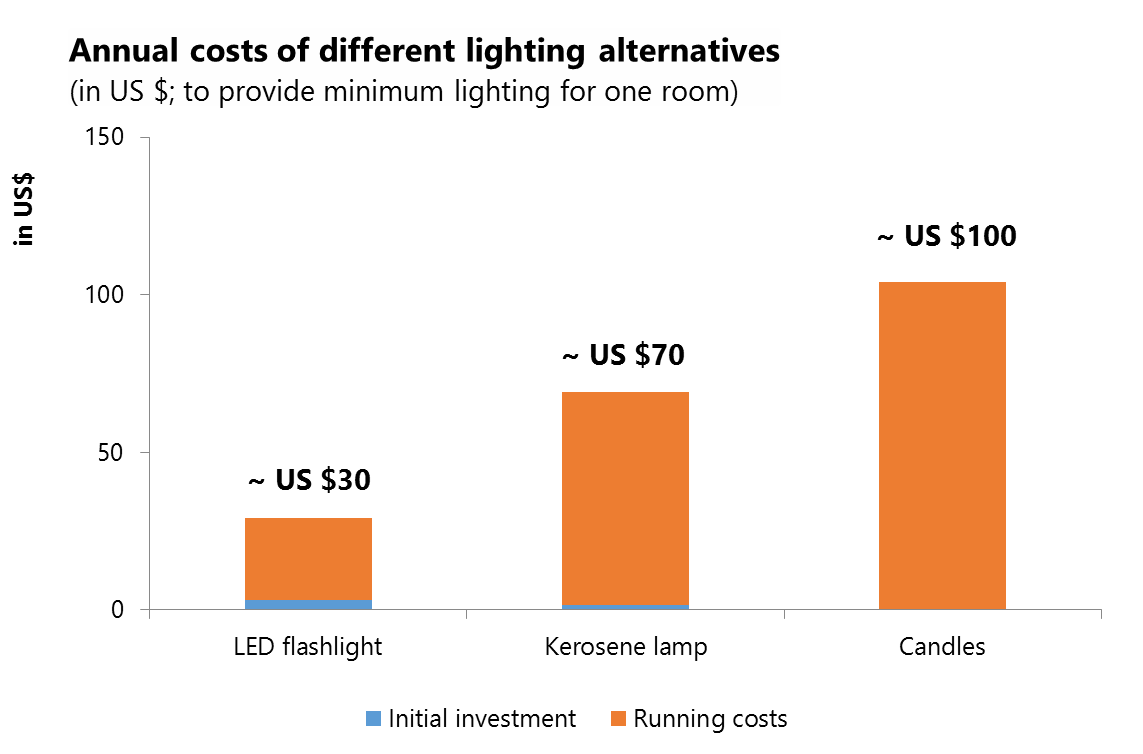 Annual costs of different lighting alternatives
(in US $; to provide minimum lighting for one room)
in US$
150
100
50
0
~ US $30
~ US $70
~ US $100
LED flashlight
Kerosene lamp
Candles
Initial investment
Running costs